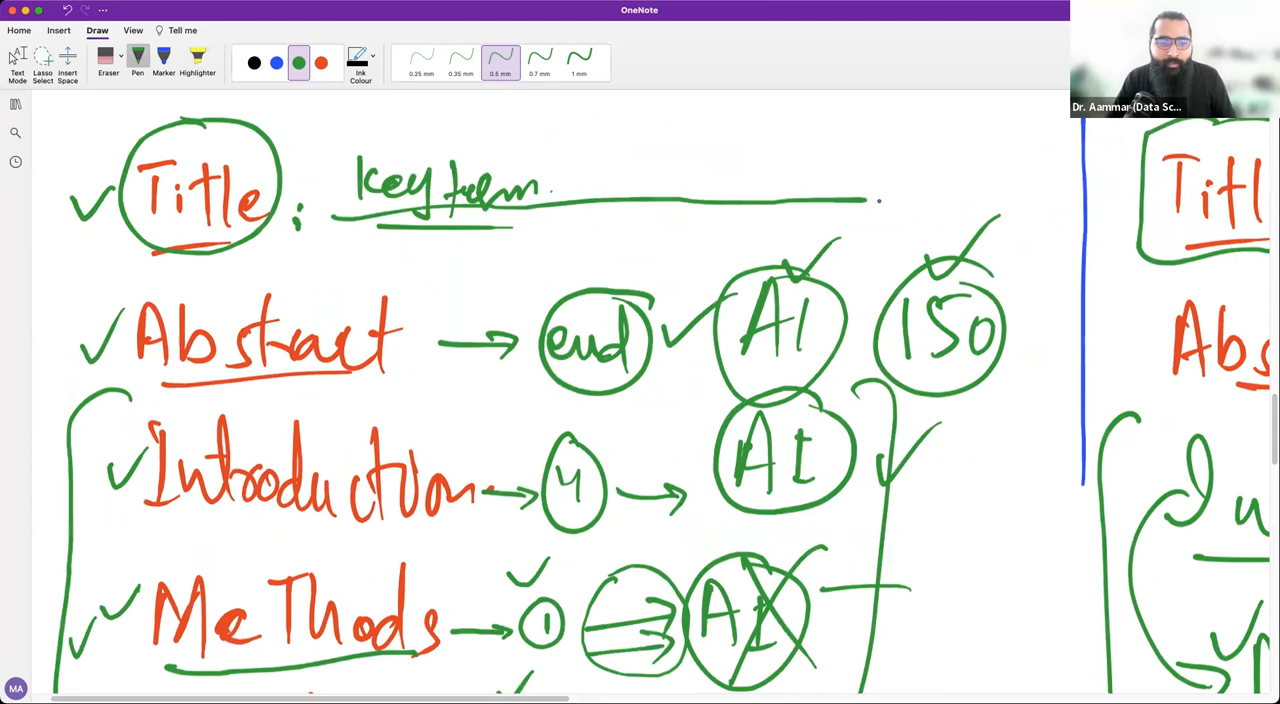 OneNote
Home Insert Draw View Tell me
Text Mode Lasso Select Insert Space Eraser Pen Marker Highlighter Ink Colour 0.25 mm 0.35 mm 0.5 mm 0.7 mm 1 mm
Dr. Aammar (Data Sc...
Title : Key term
Abstract → end AI 150
Introduction → 4 → AI
Methods → 1 AI
Titl
Abs
MA